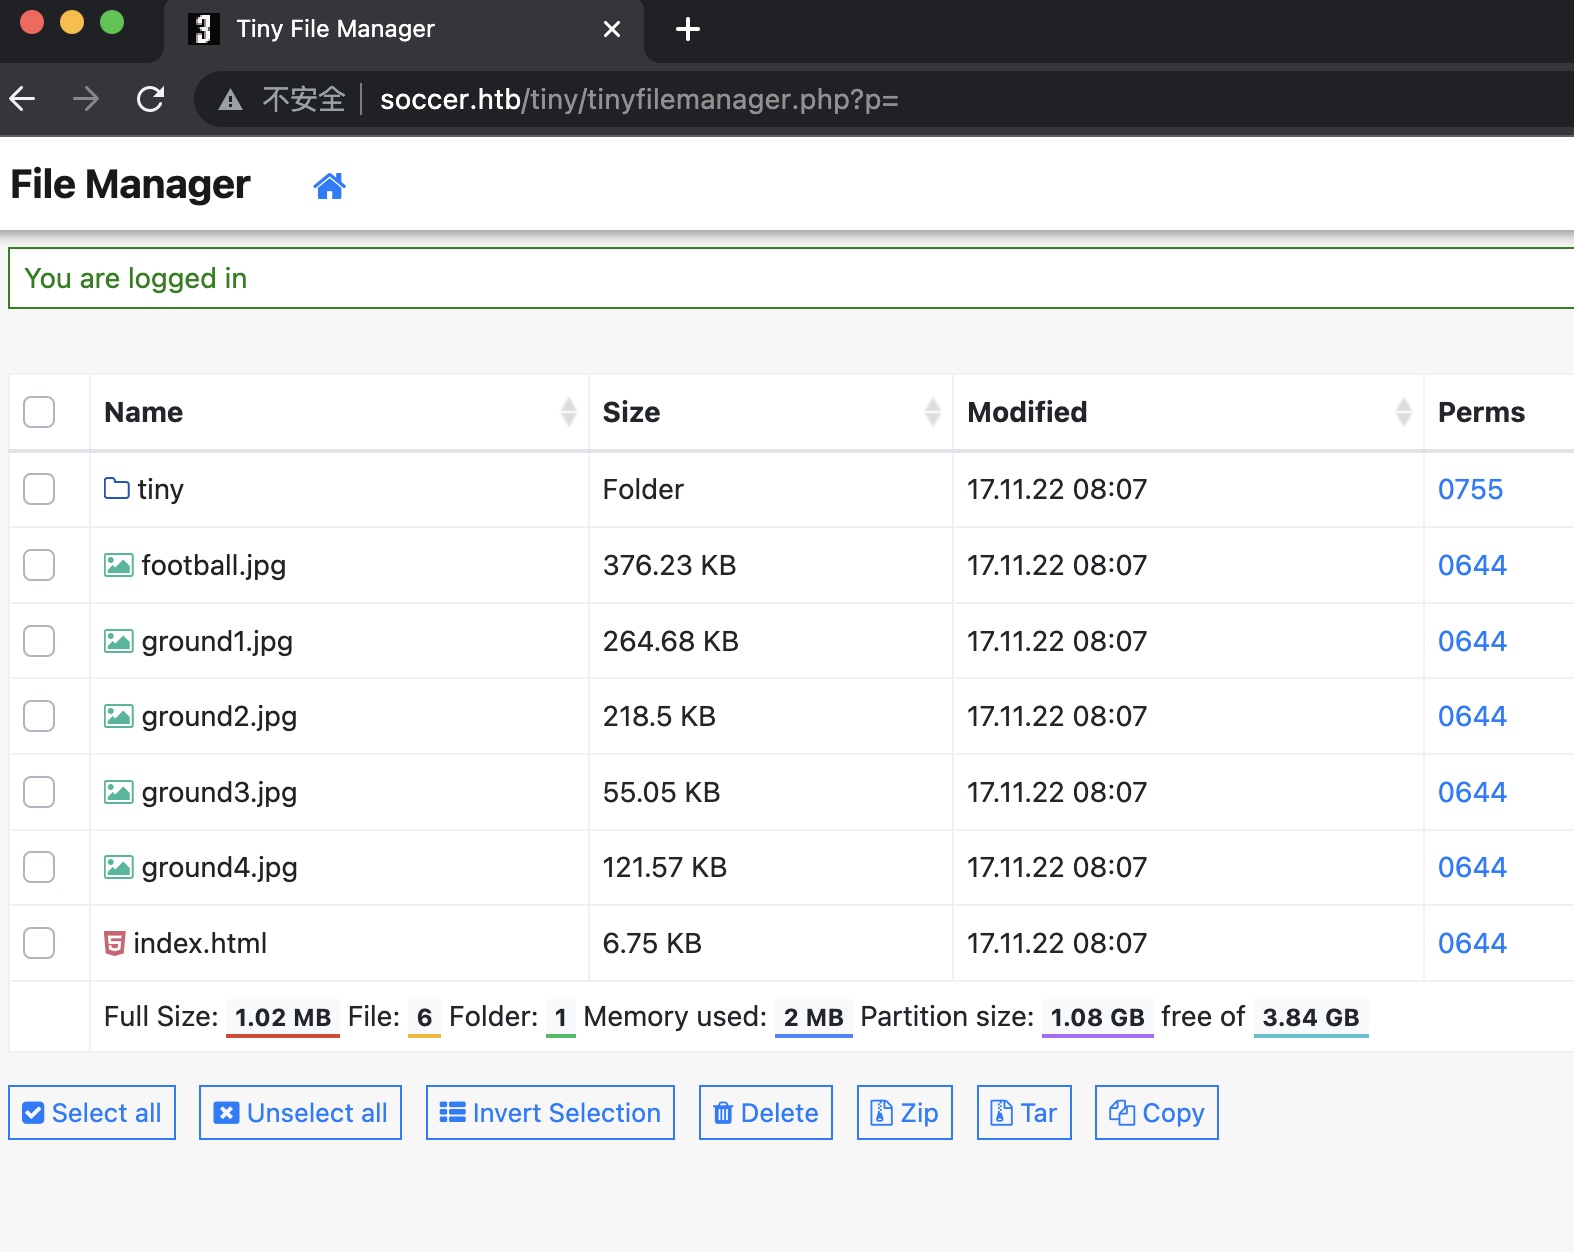 Tiny File Manager
不安全 soccer.htb/tiny/tinyfilemanager.php?p=
File Manager
You are logged in
Name Size Modified Perms
tiny Folder 17.11.22 08:07 0755
football.jpg 376.23 KB 17.11.22 08:07 0644
ground1.jpg 264.68 KB 17.11.22 08:07 0644
ground2.jpg 218.5 KB 17.11.22 08:07 0644
ground3.jpg 55.05 KB 17.11.22 08:07 0644
ground4.jpg 121.57 KB 17.11.22 08:07 0644
index.html 6.75 KB 17.11.22 08:07 0644
Full Size: 1.02 MB File: 6 Folder: 1 Memory used: 2 MB Partition size: 1.08 GB free of 3.84 GB
Select all Unselect all Invert Selection Delete Zip Tar Copy